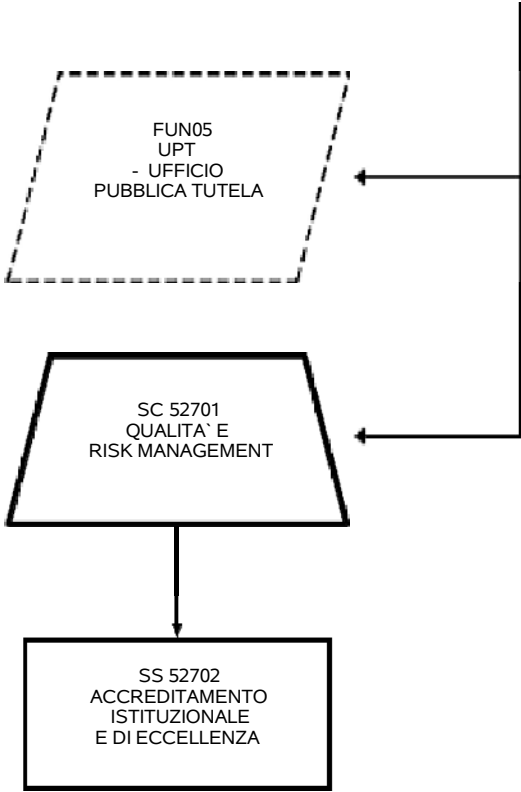 FUN05
UPT
- UFFICIO
PUBBLICA TUTELA
SC 52701
QUALITA` E
RISK MANAGEMENT
SS 52702
ACCREDITAMENTO
ISTITUZIONALE
E DI ECCELLENZA